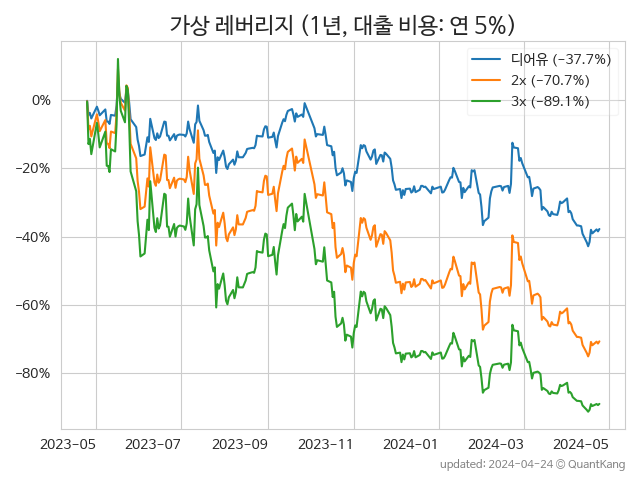 가상 레버리지 (1년, 대출 비용: 연 5%)
디어유 (−37.7%)
2x (−70.7%)
3x (−89.1%)
0%
−20%
−40%
−60%
−80%
2023−05 2023−07 2023−09 2023−11 2024−01 2024−03 2024−05
updated: 2024−04−24 © QuantKang